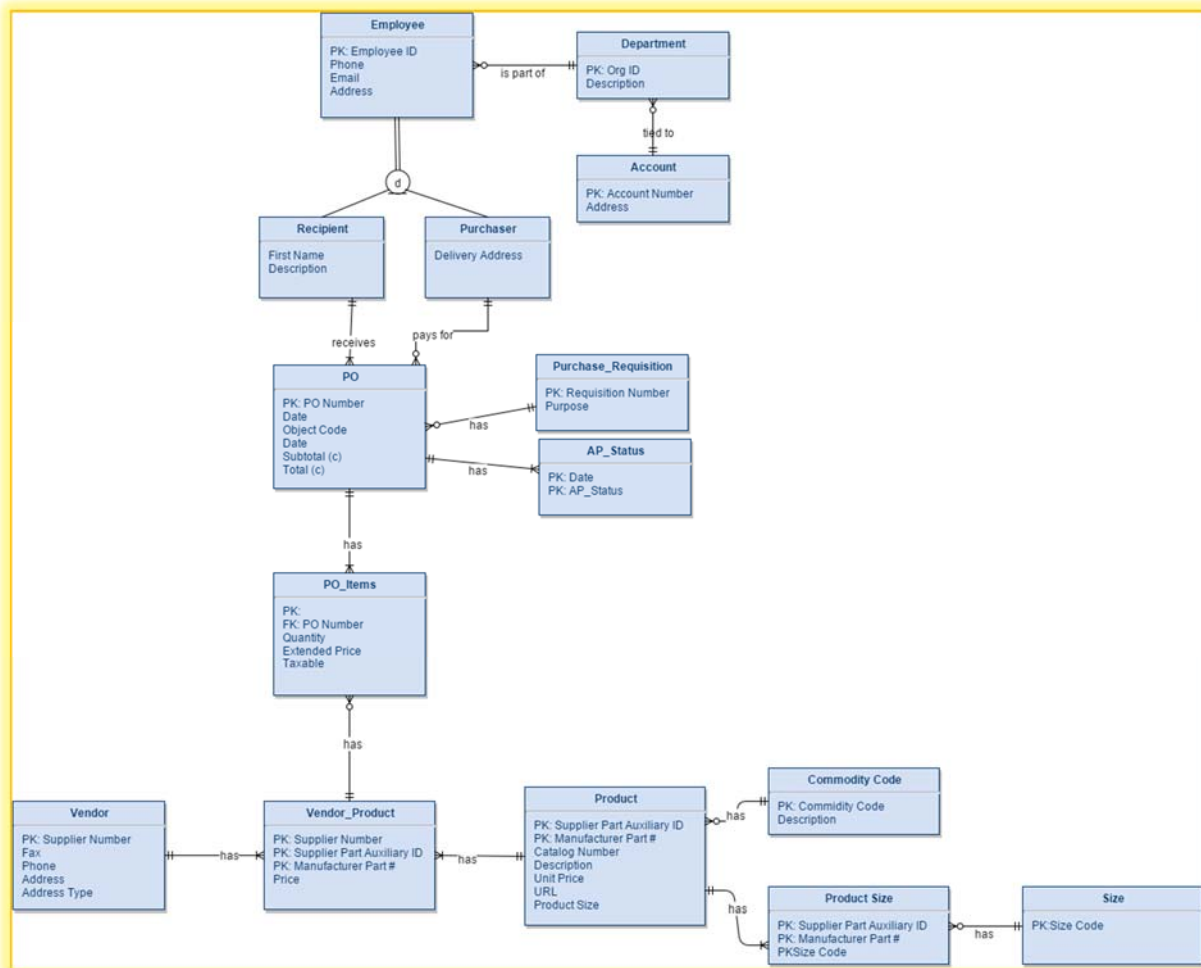 Employee
PK: Employee ID
Phone
Email
Address
is part of
Department
PK: Org ID
Description
tied to
Account
PK: Account Number
Address
d
Recipient
First Name
Description
Purchaser
Delivery Address
receives
pays for
PO
PK: PO Number
Date
Object Code
Date
Subtotal (c)
Total (c)
has
Purchase_Requisition
PK: Requisition Number
Purpose
has
AP_Status
PK: Date
PK: AP_Status
has
PO_Items
PK:
FK: PO Number
Quantity
Extended Price
Taxable
has
Vendor
PK: Supplier Number
Fax
Phone
Address
Address Type
has
Vendor_Product
PK: Supplier Number
PK: Supplier Part Auxiliary ID
PK: Manufacturer Part #
Price
has
Product
PK: Supplier Part Auxiliary ID
PK: Manufacturer Part #
Catalog Number
Description
Unit Price
URL
Product Size
has
Commodity Code
PK: Commidity Code
Description
has
Product Size
PK: Supplier Part Auxiliary ID
PK: Manufacturer Part #
PKSize Code
has
Size
PK:Size Code